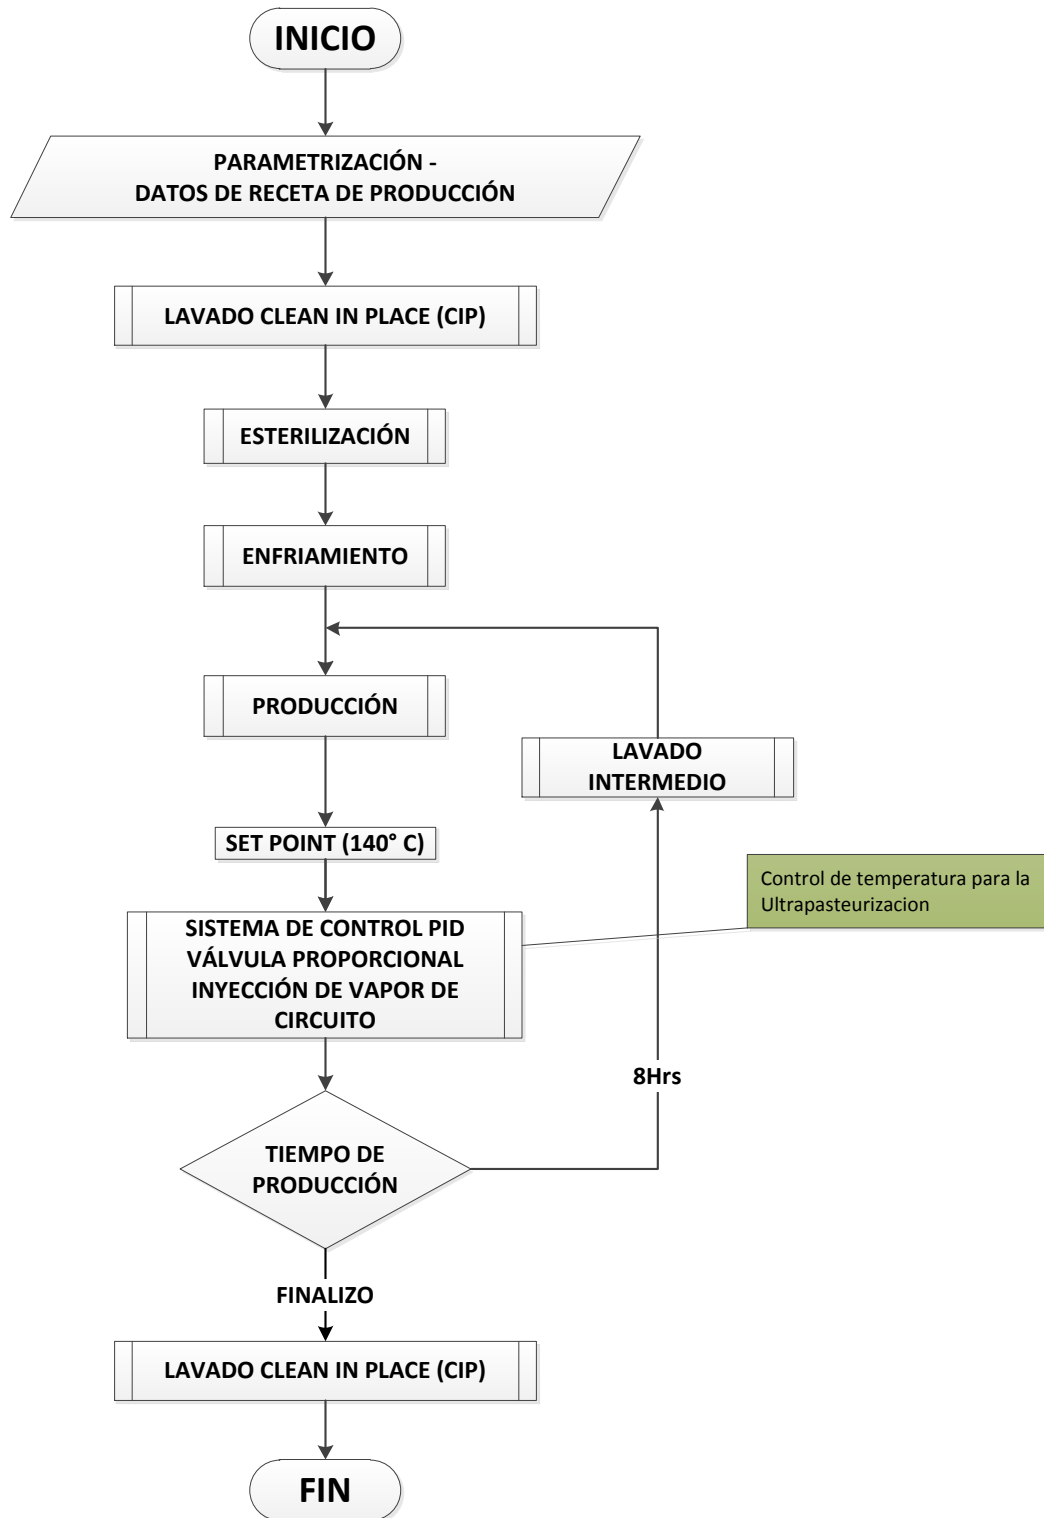 INICIO
PARAMETRIZACIÓN -
DATOS DE RECETA DE PRODUCCIÓN
LAVADO CLEAN IN PLACE (CIP)
ESTERILIZACIÓN
ENFRIAMIENTO
PRODUCCIÓN
LAVADO
INTERMEDIO
SET POINT (140° C)
Control de temperatura para la
Ultrapasteurizacion
SISTEMA DE CONTROL PID
VÁLVULA PROPORCIONAL
INYECCIÓN DE VAPOR DE
CIRCUITO
8Hrs
TIEMPO DE
PRODUCCIÓN
FINALIZO
LAVADO CLEAN IN PLACE (CIP)
FIN